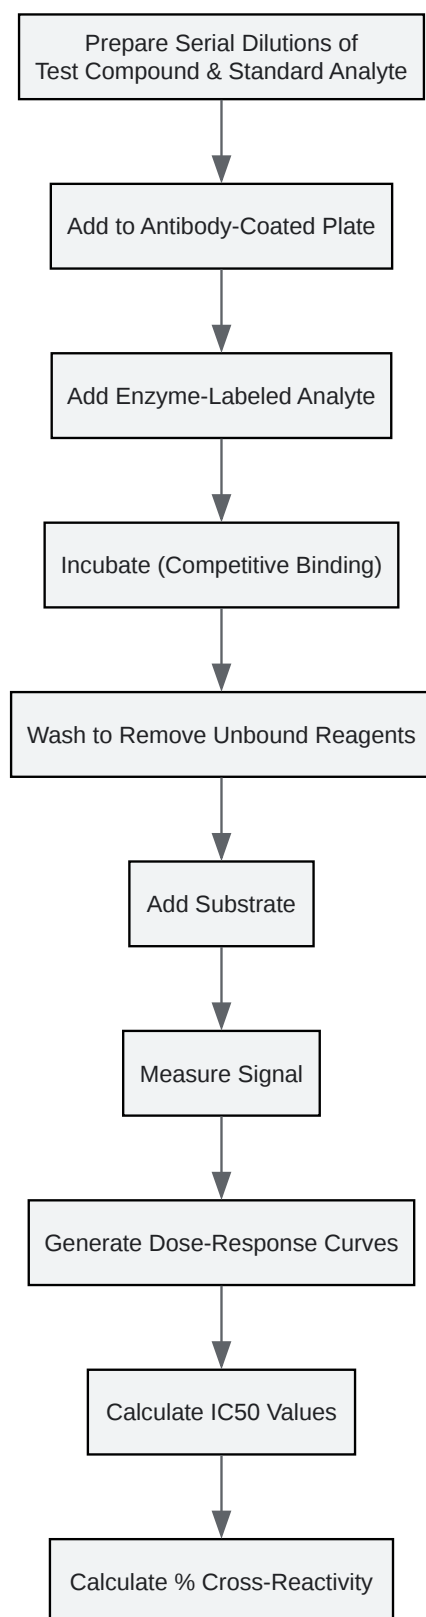 Prepare Serial Dilutions of
Test Compound & Standard Analyte
Add to Antibody-Coated Plate
Add Enzyme-Labeled Analyte
Incubate (Competitive Binding)
Wash to Remove Unbound Reagents
Add Substrate
Measure Signal
Generate Dose-Response Curves
Calculate IC50 Values
Calculate % Cross-Reactivity